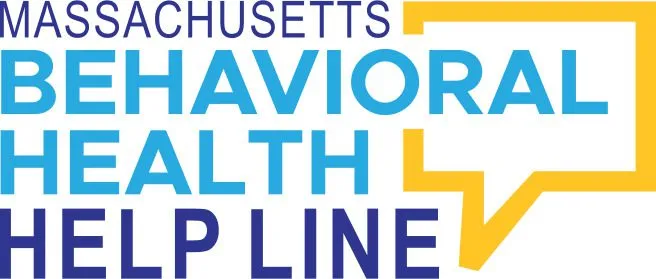 MASSACHUSETTS
BEHAVIORAL
HEALTH
HELP LINE